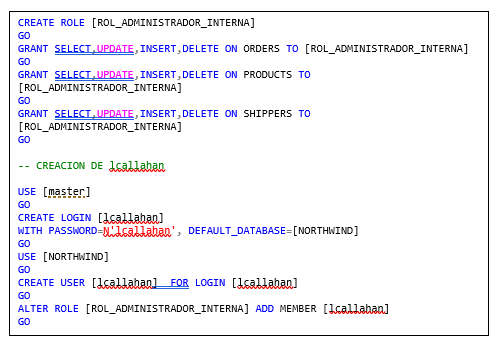 CREATE ROLE [ROL_ADMINISTRADOR_INTERNA]
GO
GRANT SELECT,UPDATE,INSERT,DELETE ON ORDERS TO [ROL_ADMINISTRADOR_INTERNA]
GO
GRANT SELECT,UPDATE,INSERT,DELETE ON PRODUCTS TO
[ROL_ADMINISTRADOR_INTERNA]
GO
GRANT SELECT,UPDATE,INSERT,DELETE ON SHIPPERS TO
[ROL_ADMINISTRADOR_INTERNA]
GO
-- CREACION DE lcallahan
USE [master]
GO
CREATE LOGIN [lcallahan]
WITH PASSWORD=N'lcallahan', DEFAULT_DATABASE=[NORTHWIND]
GO
USE [NORTHWIND]
GO
CREATE USER [lcallahan]  FOR LOGIN [lcallahan]
GO
ALTER ROLE [ROL_ADMINISTRADOR_INTERNA] ADD MEMBER [lcallahan]
GO